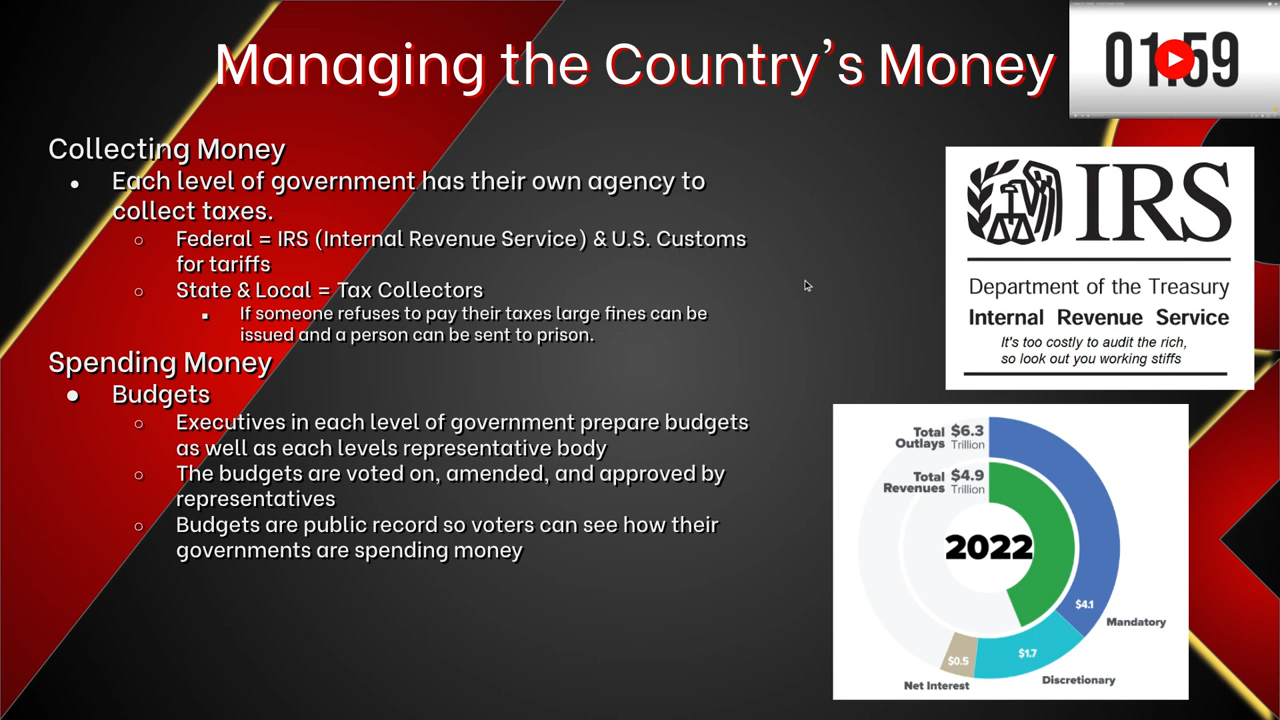 Managing the Country's Money
Collecting Money
● Each level of government has their own agency to
collect taxes.
○ Federal = IRS (Internal Revenue Service) & U.S. Customs
for tariffs
○ State & Local = Tax Collectors
■ If someone refuses to pay their taxes large fines can be
issued and a person can be sent to prison.
Spending Money
● Budgets
○ Executives in each level of government prepare budgets
as well as each levels representative body
○ The budgets are voted on, amended, and approved by
representatives
○ Budgets are public record so voters can see how their
governments are spending money
01:59
IRS
Department of the Treasury
Internal Revenue Service
It's too costly to audit the rich,
so look out you working stiffs
Total Outlays $6.3 Trillion
Total Revenues $4.9 Trillion
2022
$4.1
Mandatory
$1.7
Discretionary
$0.5
Net Interest